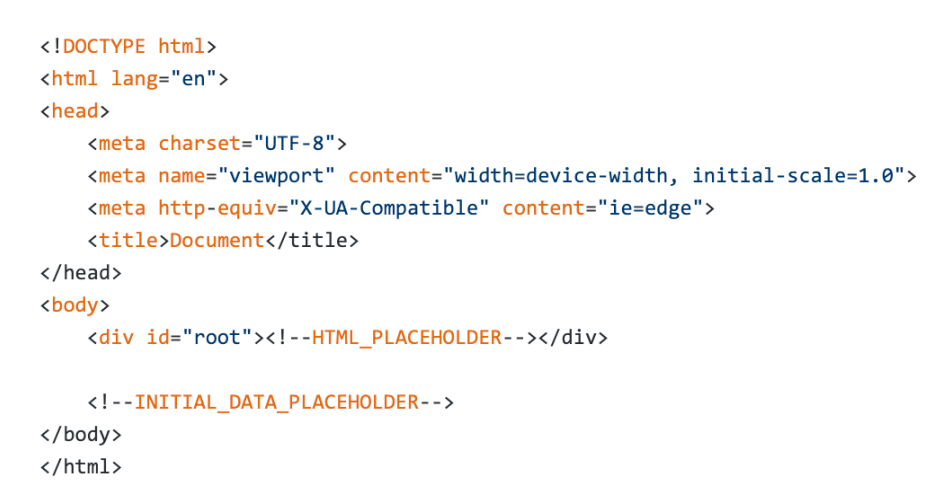 <!DOCTYPE html>
<html lang="en">
<head>
    <meta charset="UTF-8">
    <meta name="viewport" content="width=device-width, initial-scale=1.0">
    <meta http-equiv="X-UA-Compatible" content="ie=edge">
    <title>Document</title>
</head>
<body>
    <div id="root"><!--HTML_PLACEHOLDER--></div>

    <!--INITIAL_DATA_PLACEHOLDER-->
</body>
</html>